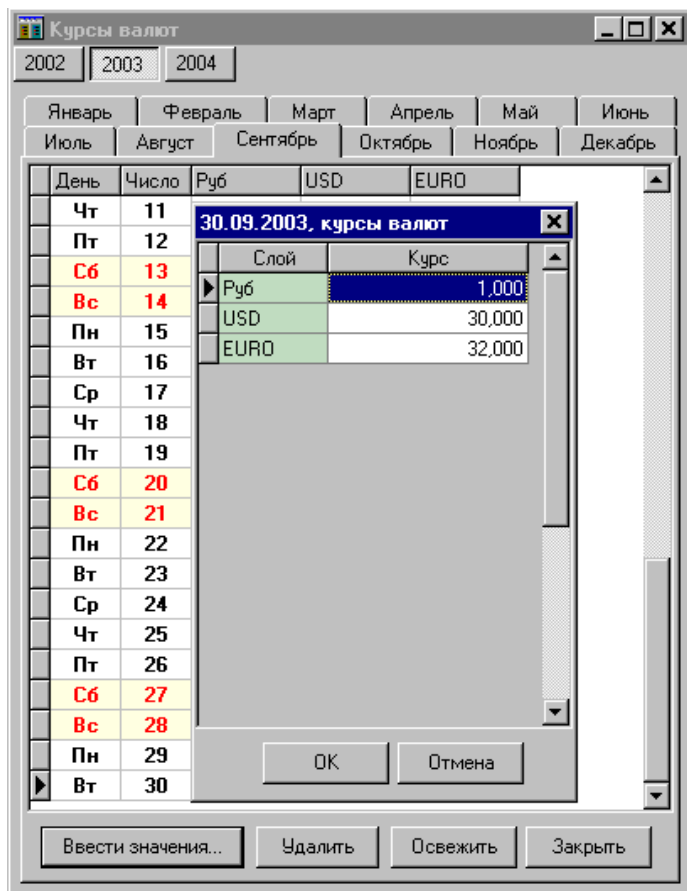 Курсы валют
2002 2003 2004
Январь Февраль Март Апрель Май Июнь
Июль Август Сентябрь Октябрь Ноябрь Декабрь
День Число Руб USD EURO
Чт 11
30.09.2003, курсы валют
Пт 12
Слой Курс
Сб 13
Руб 1,000
Вс 14
USD 30,000
Пн 15
EURO 32,000
Вт 16
Ср 17
Чт 18
Пт 19
Сб 20
Вс 21
Пн 22
Вт 23
Ср 24
Чт 25
Пт 26
Сб 27
Вс 28
Пн 29
OK Отмена
Вт 30
Ввести значения... Удалить Освежить Закрыть